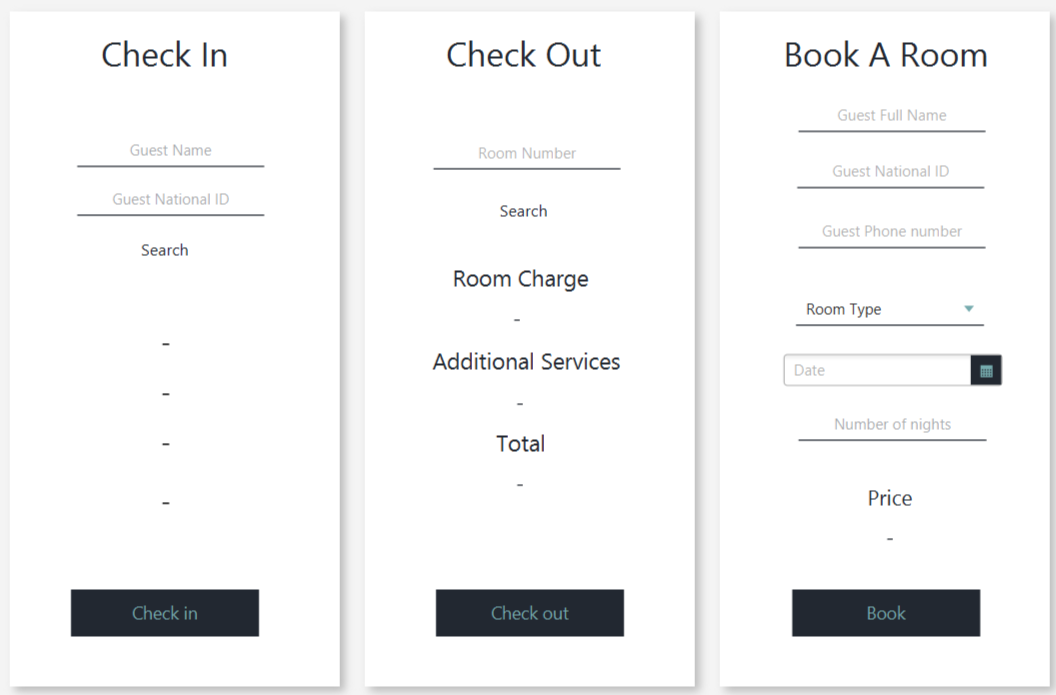 Check In
Guest Name
Guest National ID
Search
-
-
-
-
Check in
Check Out
Room Number
Search
Room Charge
-
Additional Services
-
Total
-
Check out
Book A Room
Guest Full Name
Guest National ID
Guest Phone number
Room Type
Date
Number of nights
Price
-
Book